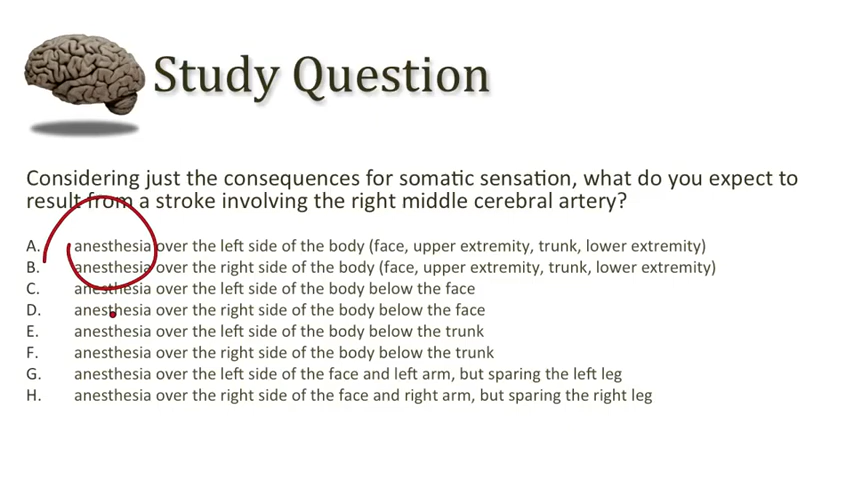 Study Question
Considering just the consequences for somatic sensation, what do you expect to
result from a stroke involving the right middle cerebral artery?
A. anesthesia over the left side of the body (face, upper extremity, trunk, lower extremity)
B. anesthesia over the right side of the body (face, upper extremity, trunk, lower extremity)
C. anesthesia over the left side of the body below the face
D. anesthesia over the right side of the body below the face
E. anesthesia over the left side of the body below the trunk
F. anesthesia over the right side of the body below the trunk
G. anesthesia over the left side of the face and left arm, but sparing the left leg
H. anesthesia over the right side of the face and right arm, but sparing the right leg